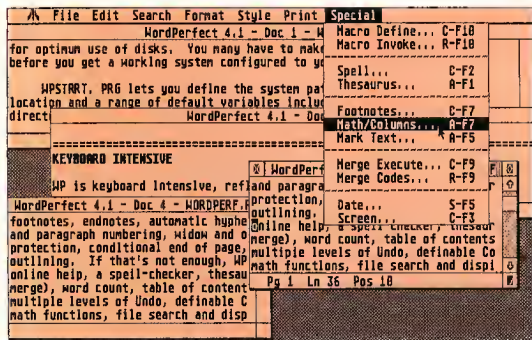 File Edit Search Format Style Print Special
WordPerfect 4.1 - Doc 1 - W
for optimum use of disks. You many have to make
before you get a working system configured to yo
WPSTART. PRG lets you define the system pat
location and a range of default variables includ
direct
WordPerfect 4.1 - Doc
KEYBOARD INTENSIVE
WP is keyboard intensive, refl
WordPerfect 4.1 - Doc 4 - WORDPERF.
footnotes, endnotes, automatic hyphe
and paragraph numbering, widow and o
protection, conditional end of page,
outlining. If that's not enough, WP
online help, a spell-checker, thesau
merge), word count, table of content
multiple levels of Undo, definable C
math functions, file search and disp
Macro Define... C-F10
Macro Invoke... A-F10
Spell... C-F2
Thesaurus... A-F1
Footnotes... C-F7
Math/Columns... A-F7
Mark Text... A-F5
Merge Execute... C-F9
Merge Codes... A-F9
Date... S-F5
Screen... C-F3
WordPerf
and paragra
protection,
outlining.
online help, a spell checker, thesaur
merge), word count, table of contents
multiple levels of Undo, definable Co
math functions, file search and displ
Pg 1 Ln 36 Pos 10